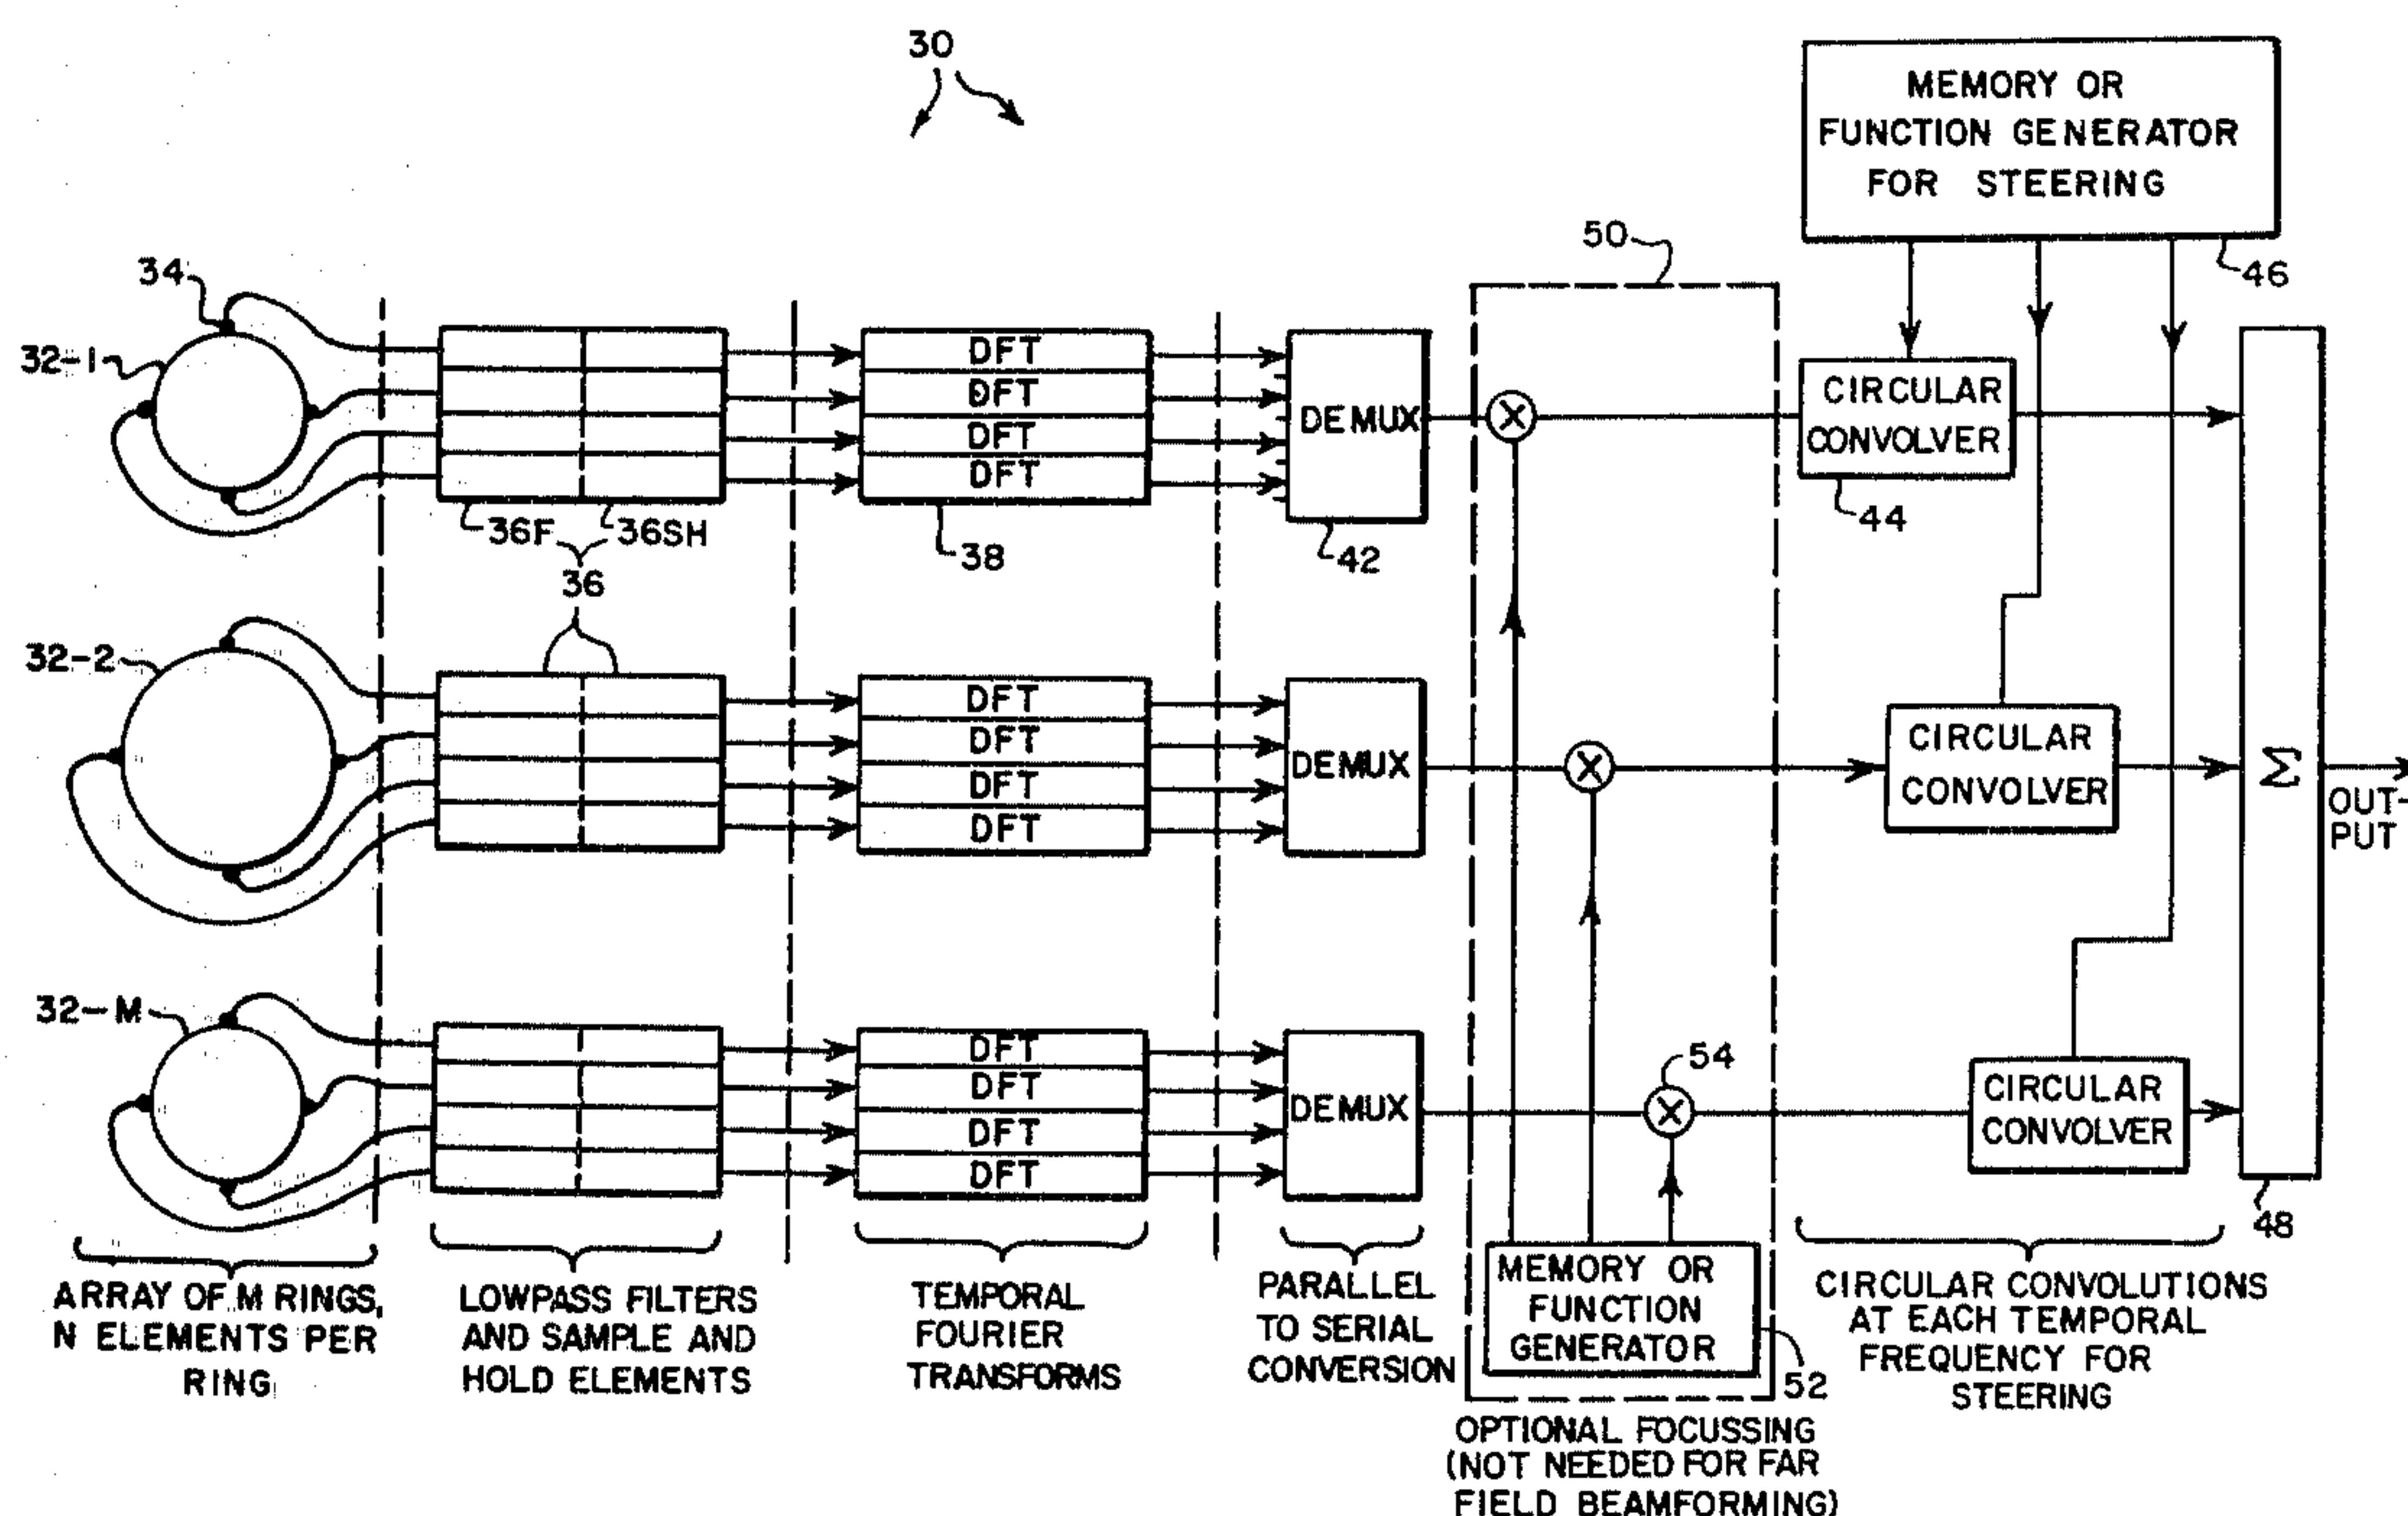 30
MEMORY OR
FUNCTION GENERATOR
FOR STEERING
46
50
34
32-1
DFT
DFT
DFT
DFT
DEMUX
X
CIRCULAR
CONVOLVER
44
36F
36SH
36
38
42
32-2
DFT
DFT
DFT
DFT
DEMUX
X
CIRCULAR
CONVOLVER
Σ
OUT-
PUT
32-M
DFT
DFT
DFT
DFT
DEMUX
54
X
CIRCULAR
CONVOLVER
48
ARRAY OF M RINGS,
N ELEMENTS PER
RING
LOWPASS FILTERS
AND SAMPLE AND
HOLD ELEMENTS
TEMPORAL
FOURIER
TRANSFORMS
PARALLEL
TO SERIAL
CONVERSION
MEMORY OR
FUNCTION
GENERATOR
52
OPTIONAL FOCUSSING
(NOT NEEDED FOR FAR
FIELD BEAMFORMING)
CIRCULAR CONVOLUTIONS
AT EACH TEMPORAL
FREQUENCY FOR
STEERING